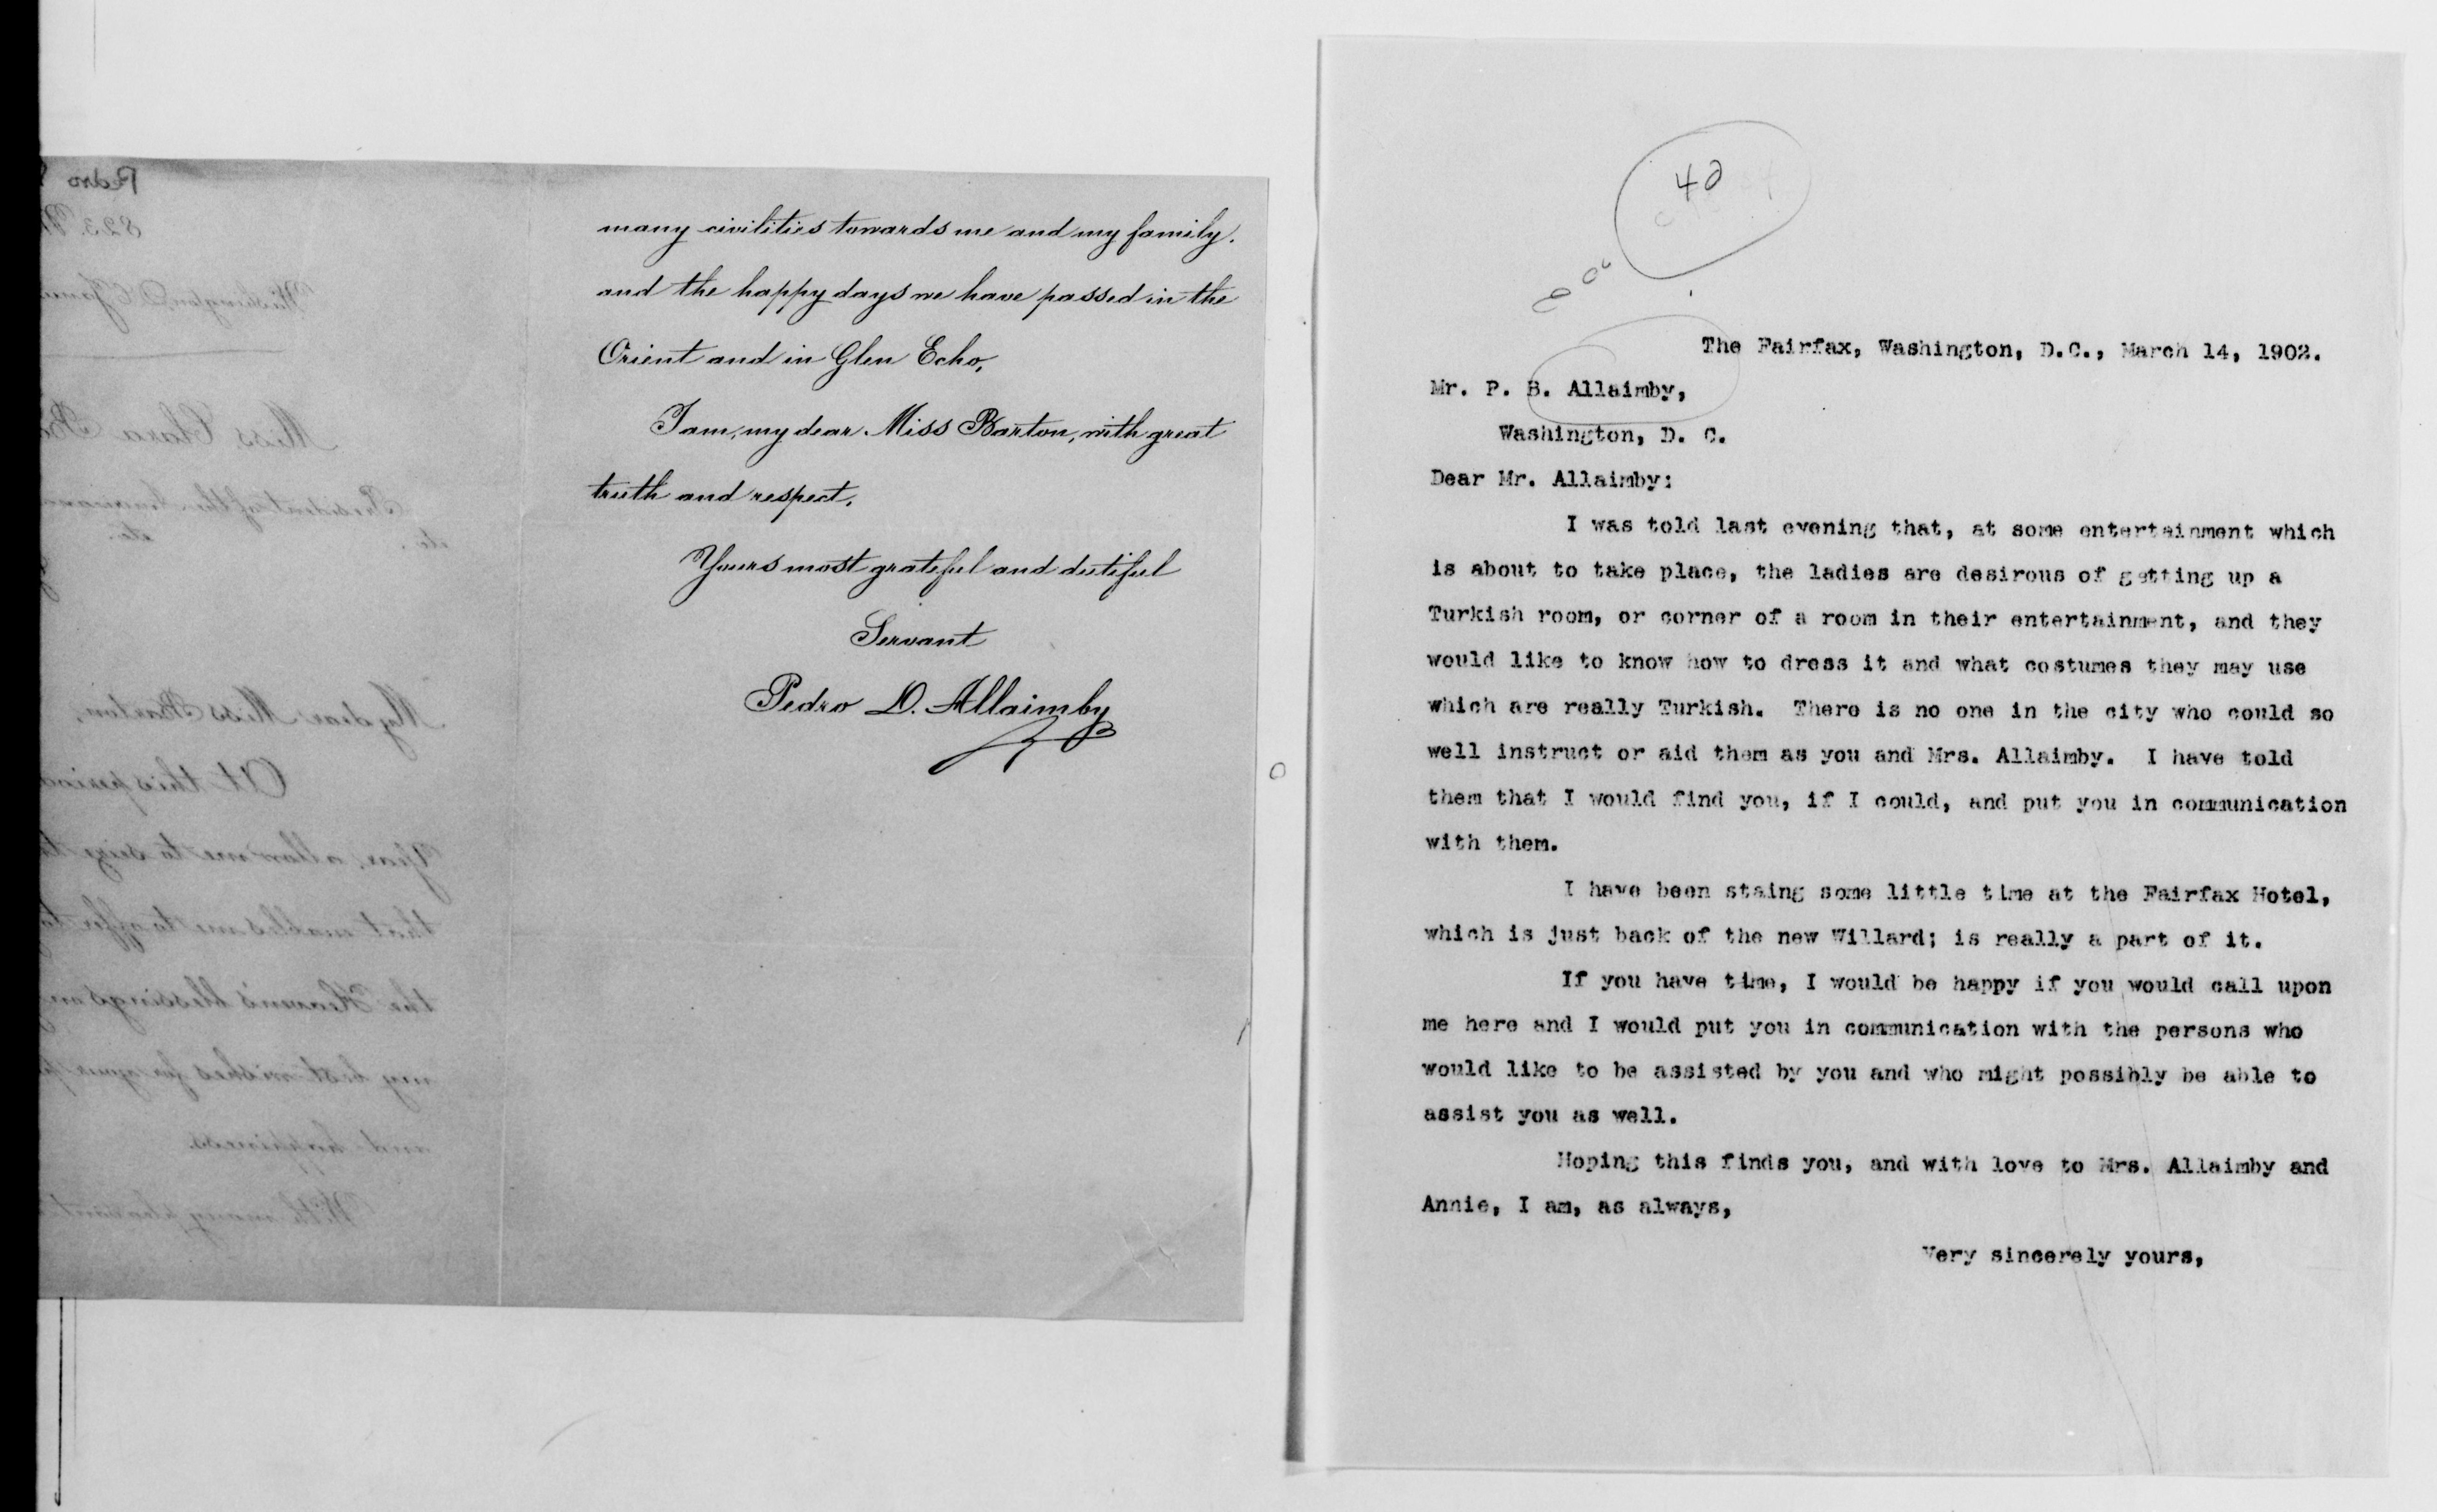 many civilities towards me and my family.
and the happy days we have passed in the
Orient and in Glen Echo,
I am, my dear Miss Barton, with great
truth and respect,
Yours most grateful and dutiful
Servant
Pedro D. Allaimby
40
The Fairfax, Washington, D.C., March 14, 1902.
Mr. P. B. Allaimby,
Washington, D. C.
Dear Mr. Allaimby:
I was told last evening that, at some entertainment which
is about to take place, the ladies are desirous of getting up a
Turkish room, or corner of a room in their entertainment, and they
would like to know how to dress it and what costumes they may use
which are really Turkish. There is no one in the city who could so
well instruct or aid them as you and Mrs. Allaimby. I have told
them that I would find you, if I could, and put you in communication
with them.
I have been staing some little time at the Fairfax Hotel,
which is just back of the new Willard; is really a part of it.
If you have time, I would be happy if you would call upon
me here and I would put you in communication with the persons who
would like to be assisted by you and who might possibly be able to
assist you as well.
Hoping this finds you, and with love to Mrs. Allaimby and
Annie, I am, as always,
Very sincerely yours,